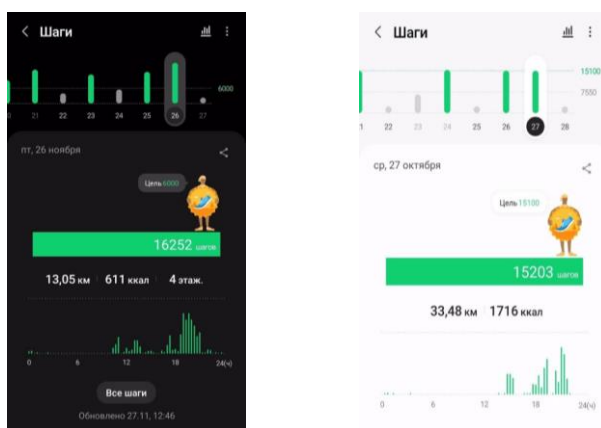 Шаги
6000
21 22 23 24 25 26 27
пт, 26 ноября
Цель 6000
16252 шагов
13,05 км 611 ккал 4 этаж.
0 6 12 18 24(ч)
Все шаги
Обновлено 27.11, 12:46
Шаги
15100
7550
22 23 24 25 26 27 28
ср, 27 октября
Цель 15100
15203 шагов
33,48 км 1716 ккал
0 6 12 18 24(ч)